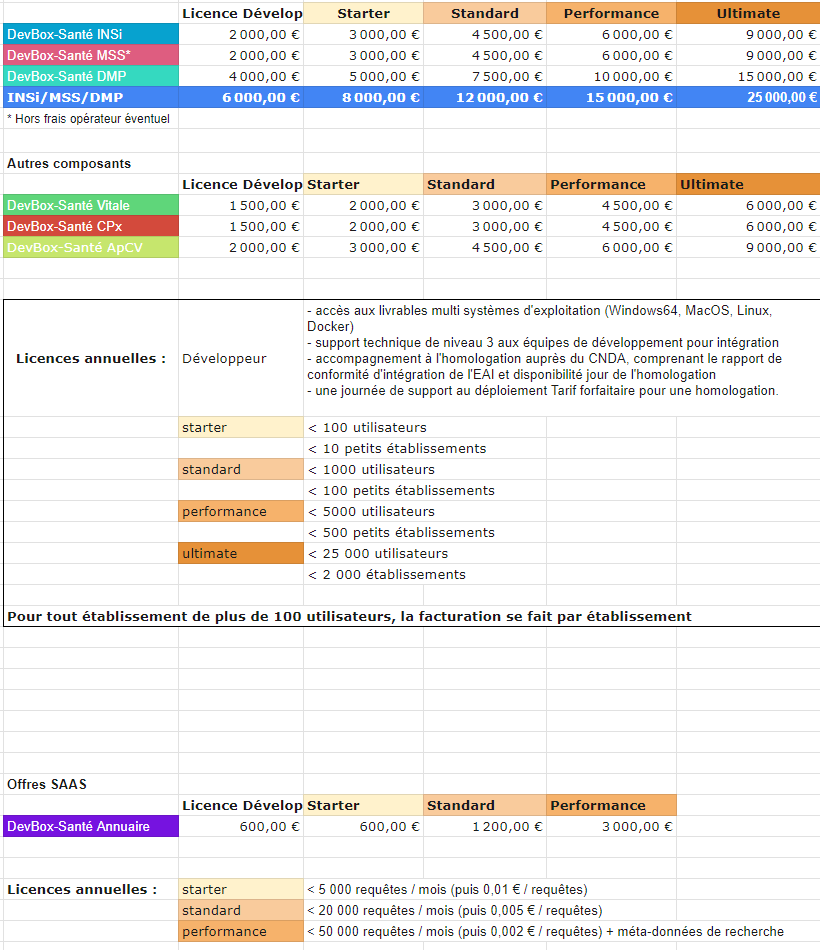 Licence Dévelop Starter Standard Performance Ultimate
DevBox-Santé INSi 2 000,00 € 3 000,00 € 4 500,00 € 6 000,00 € 9 000,00 €
DevBox-Santé MSS* 2 000,00 € 3 000,00 € 4 500,00 € 6 000,00 € 9 000,00 €
DevBox-Santé DMP 4 000,00 € 5 000,00 € 7 500,00 € 10 000,00 € 15 000,00 €
INSi/MSS/DMP 6 000,00 € 8 000,00 € 12 000,00 € 15 000,00 € 25 000,00 €
* Hors frais opérateur éventuel
Autres composants
Licence Dévelop Starter Standard Performance Ultimate
DevBox-Santé Vitale 1 500,00 € 2 000,00 € 3 000,00 € 4 500,00 € 6 000,00 €
DevBox-Santé CPx 1 500,00 € 2 000,00 € 3 000,00 € 4 500,00 € 6 000,00 €
DevBox-Santé ApCV 2 000,00 € 3 000,00 € 4 500,00 € 6 000,00 € 9 000,00 €
Licences annuelles : Développeur
- accès aux livrables multi systèmes d'exploitation (Windows64, MacOS, Linux,
Docker)
- support technique de niveau 3 aux équipes de développement pour intégration
- accompagnement à l'homologation auprès du CNDA, comprenant le rapport de
conformité d'intégration de l'EAI et disponibilité jour de l'homologation
- une journée de support au déploiement Tarif forfaitaire pour une homologation.
starter < 100 utilisateurs
< 10 petits établissements
standard < 1000 utilisateurs
< 100 petits établissements
performance < 5000 utilisateurs
< 500 petits établissements
ultimate < 25 000 utilisateurs
< 2 000 établissements
Pour tout établissement de plus de 100 utilisateurs, la facturation se fait par établissement
Offres SAAS
Licence Dévelop Starter Standard Performance
DevBox-Santé Annuaire 600,00 € 600,00 € 1 200,00 € 3 000,00 €
Licences annuelles : starter < 5 000 requêtes / mois (puis 0,01 € / requêtes)
standard < 20 000 requêtes / mois (puis 0,005 € / requêtes)
performance < 50 000 requêtes / mois (puis 0,002 € / requêtes) + méta-données de recherche